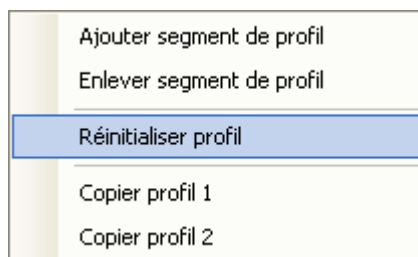 Ajouter segment de profil
Enlever segment de profil
Réinitialiser profil
Copier profil 1
Copier profil 2